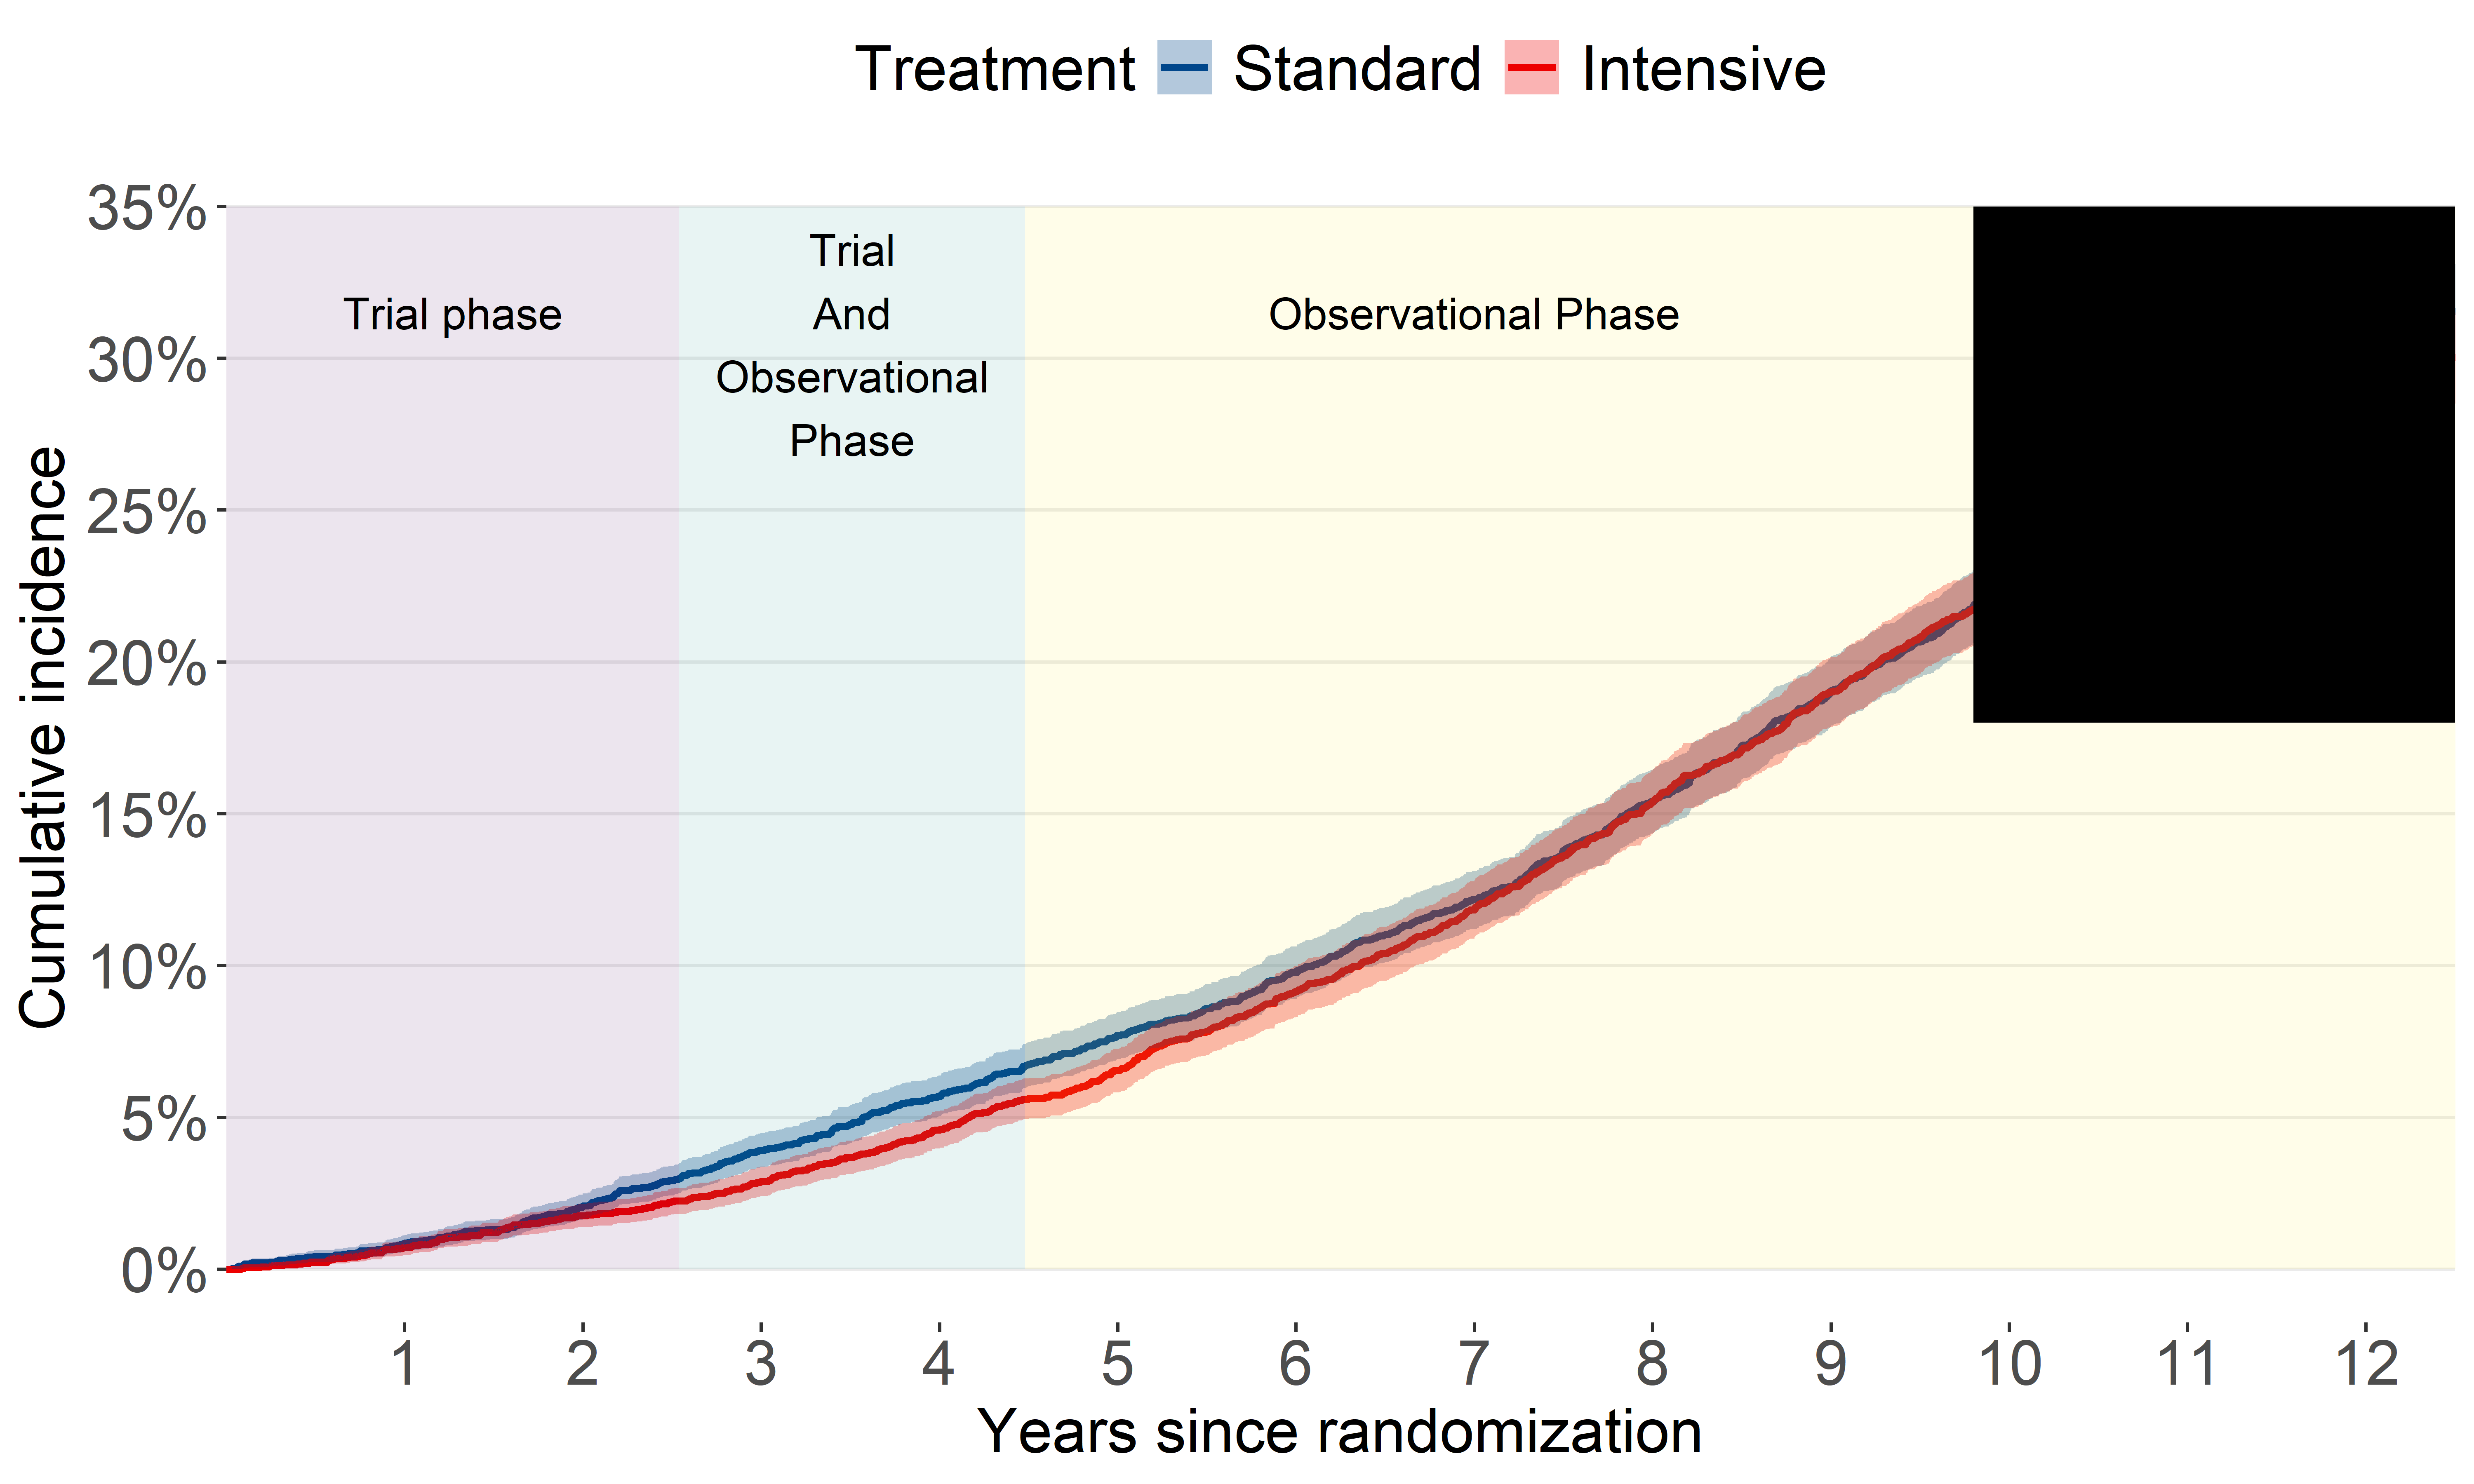 Treatment Standard Intensive
35%
30%
25%
20%
15%
10%
5%
0%
Cumulative incidence
Trial phase
Trial
And
Observational
Phase
Observational Phase
1 2 3 4 5 6 7 8 9 10 11 12
Years since randomization